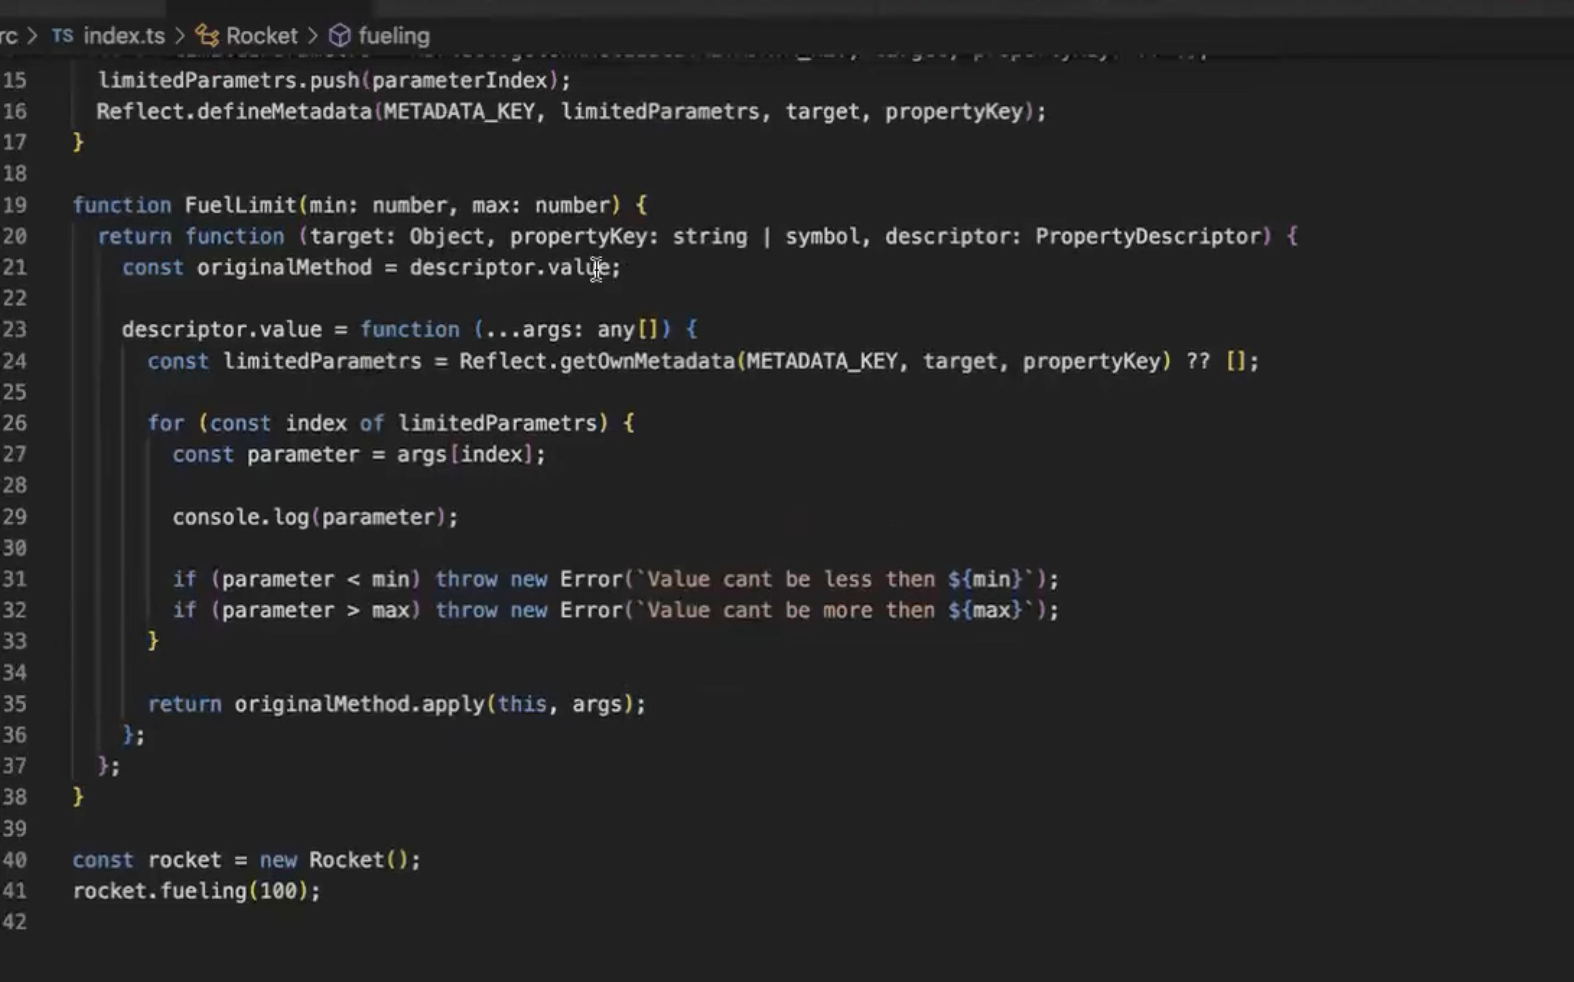 rc > TS index.ts > Rocket > fueling
15 limitedParametrs.push(parameterIndex);
16 Reflect.defineMetadata(METADATA_KEY, limitedParametrs, target, propertyKey);
17 }
18
19 function FuelLimit(min: number, max: number) {
20 return function (target: Object, propertyKey: string | symbol, descriptor: PropertyDescriptor) {
21 const originalMethod = descriptor.value;
22
23 descriptor.value = function (...args: any[]) {
24 const limitedParametrs = Reflect.getOwnMetadata(METADATA_KEY, target, propertyKey) ?? [];
25
26 for (const index of limitedParametrs) {
27 const parameter = args[index];
28
29 console.log(parameter);
30
31 if (parameter < min) throw new Error(`Value cant be less then ${min}`);
32 if (parameter > max) throw new Error(`Value cant be more then ${max}`);
33 }
34
35 return originalMethod.apply(this, args);
36 };
37 };
38 }
39
40 const rocket = new Rocket();
41 rocket.fueling(100);
42